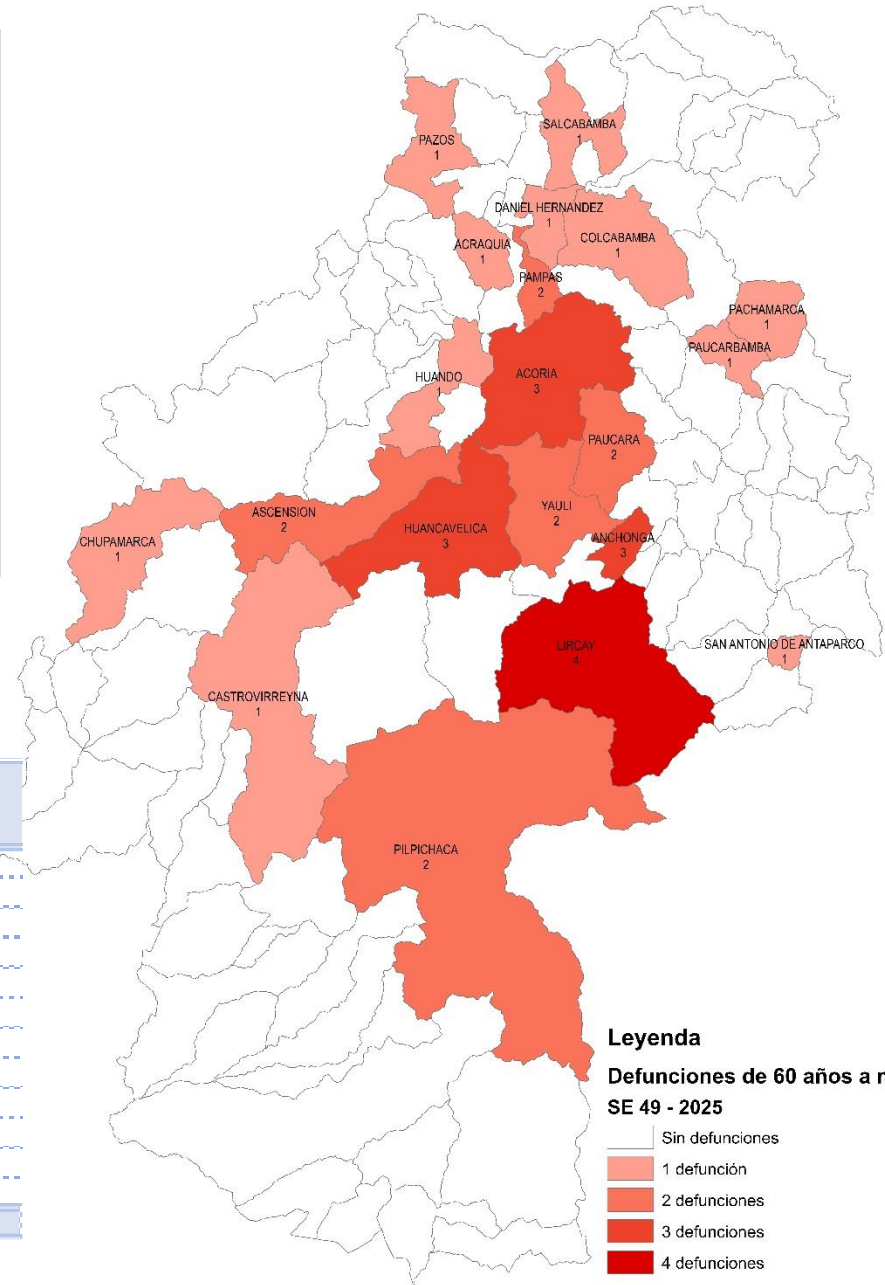 SALCABAMBA
1
PAZOS
1
DANIEL HERNANDEZ
1
COLCABAMBA
1
ACRAQUIA
1
PAMPAS
2
PACHAMARCA
1
PAUCARBAMBA
1
HUANDO
1
ACORIA
3
PAUCARA
2
ASCENSION
2
YAULI
2
HUANCAVELICA
3
ANCHONGA
3
CHUPAMARCA
1
LIRCAY
4
SAN ANTONIO DE ANTAPARCO
1
CASTROVIRREYNA
1
PILPICHACA
2
Leyenda
Defunciones de 60 años a
SE 49 - 2025
Sin defunciones
1 defunción
2 defunciones
3 defunciones
4 defunciones